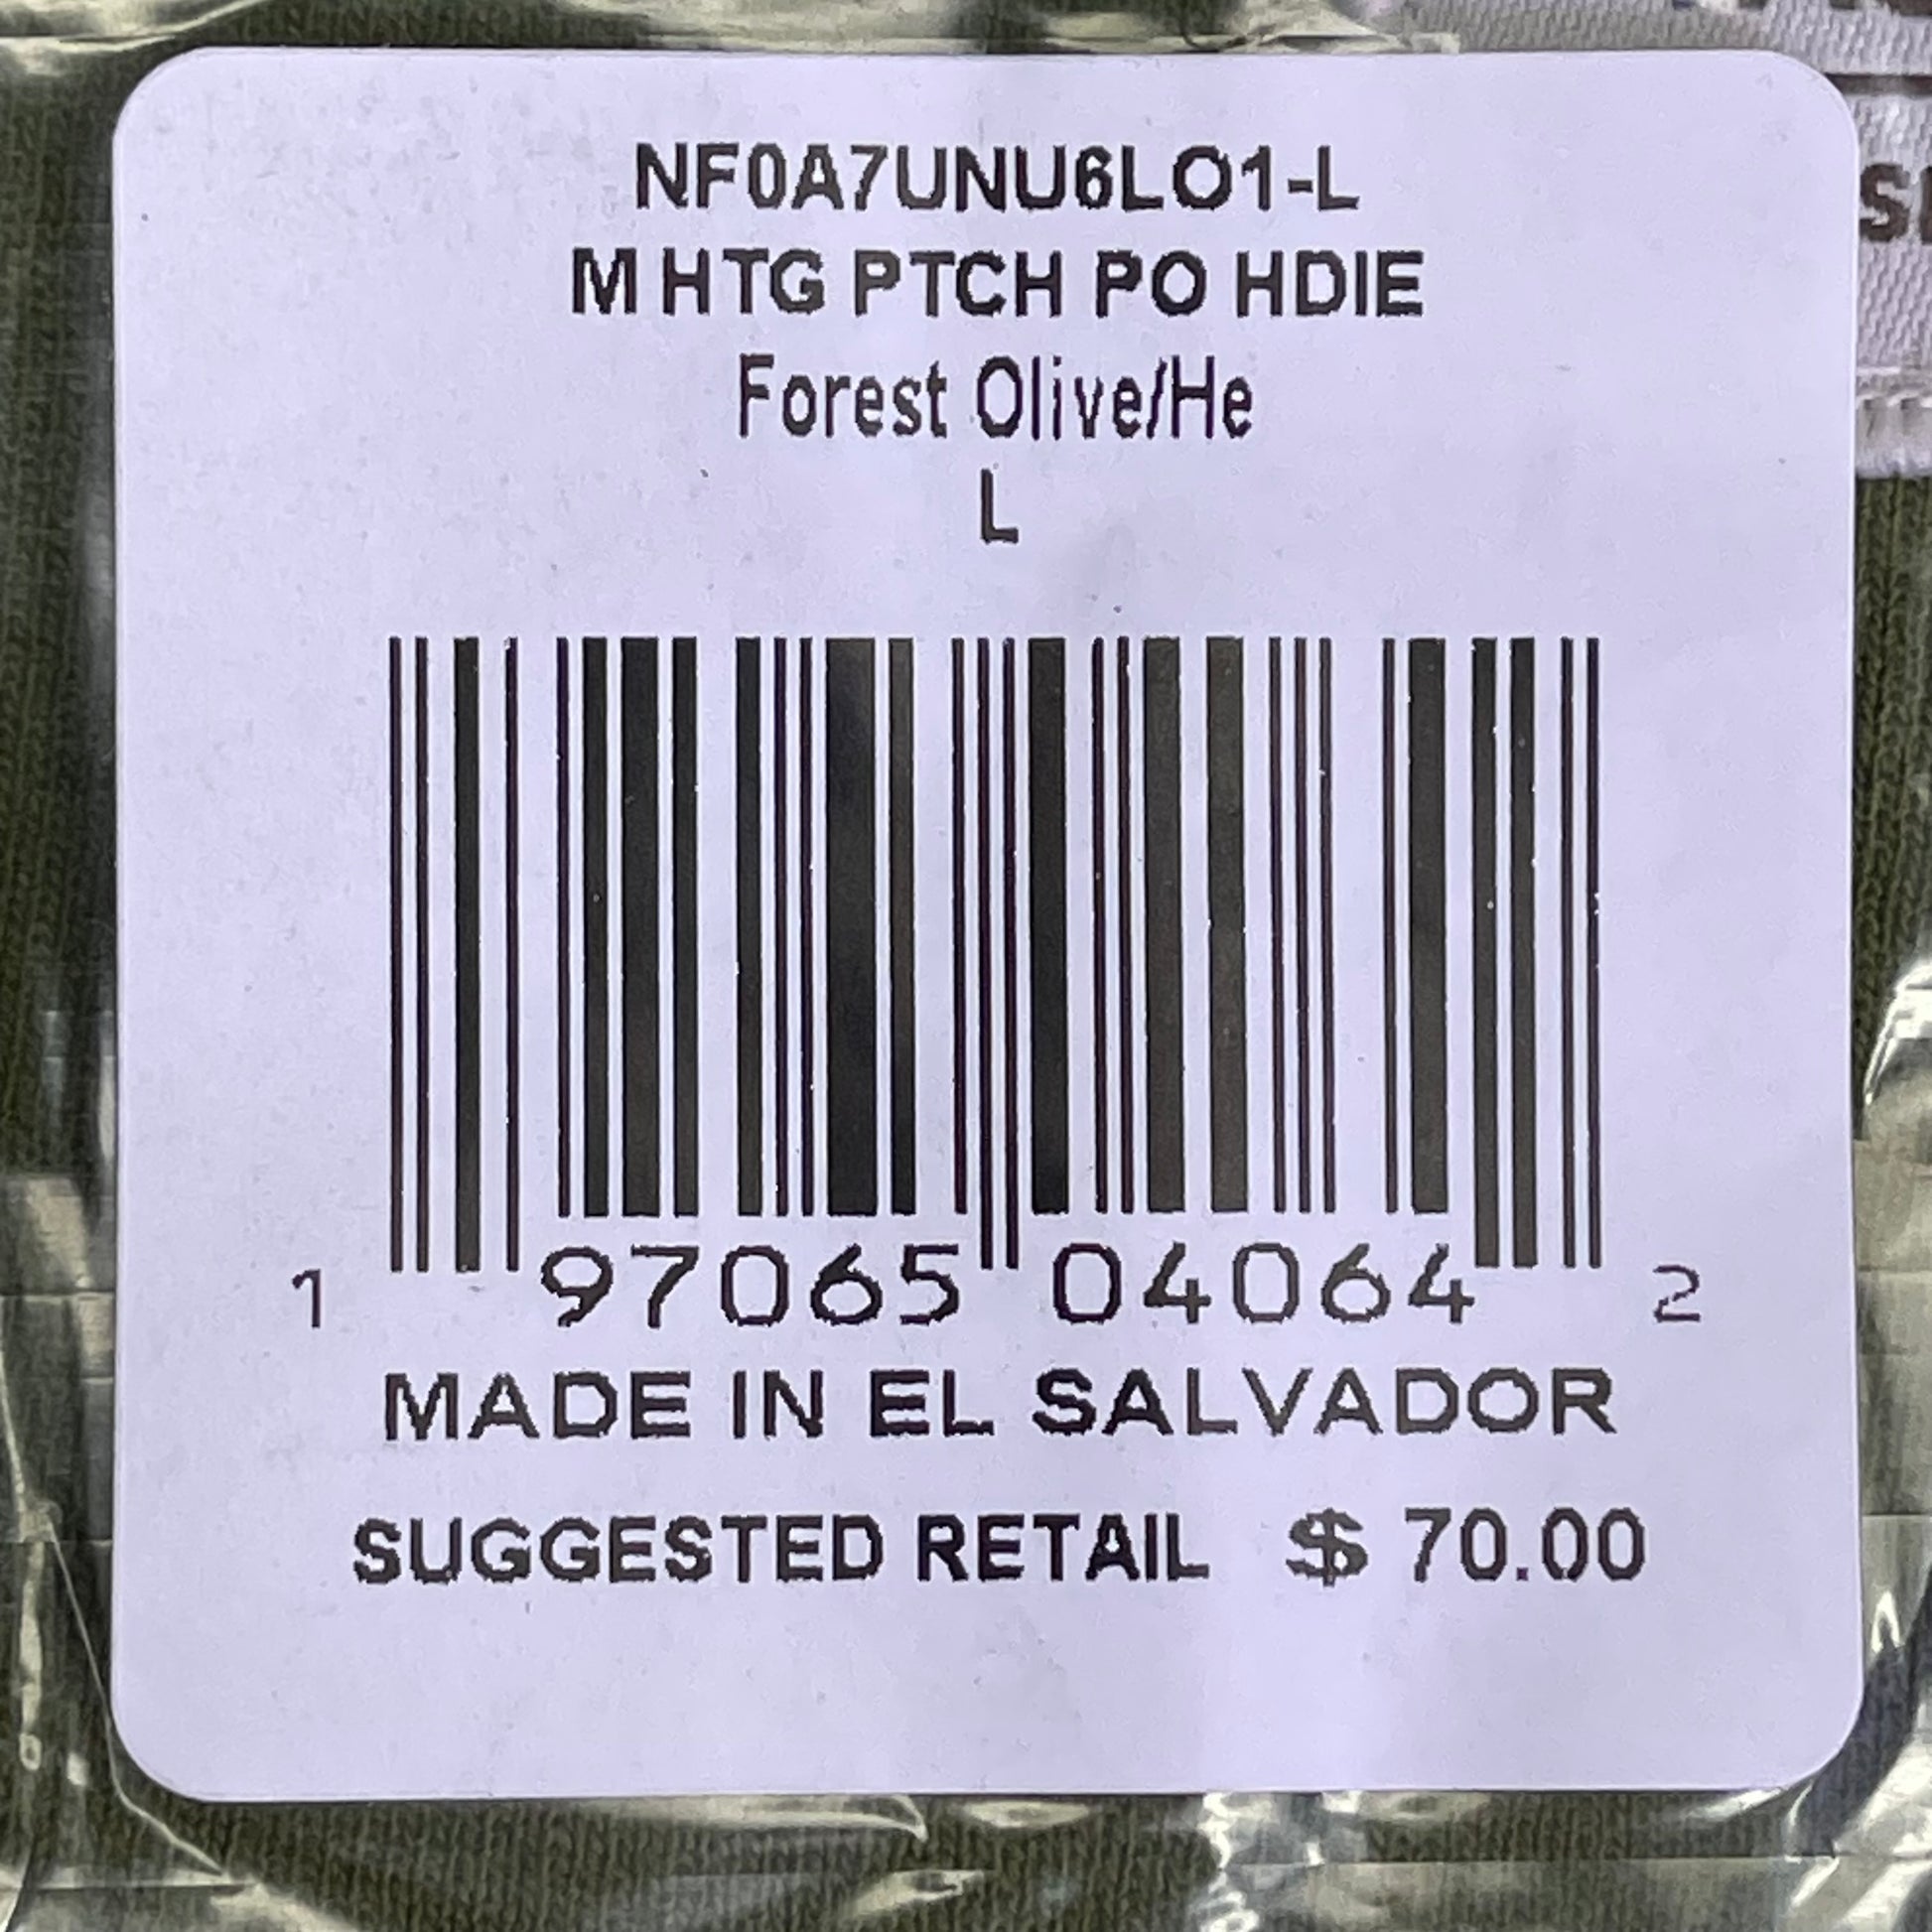 NF0A7UNU6LO1-L
M HTG PTCH PO HDIE
Forest Olive/He
L
1 97065 04064 2
MADE IN EL SALVADOR
SUGGESTED RETAIL $ 70.00